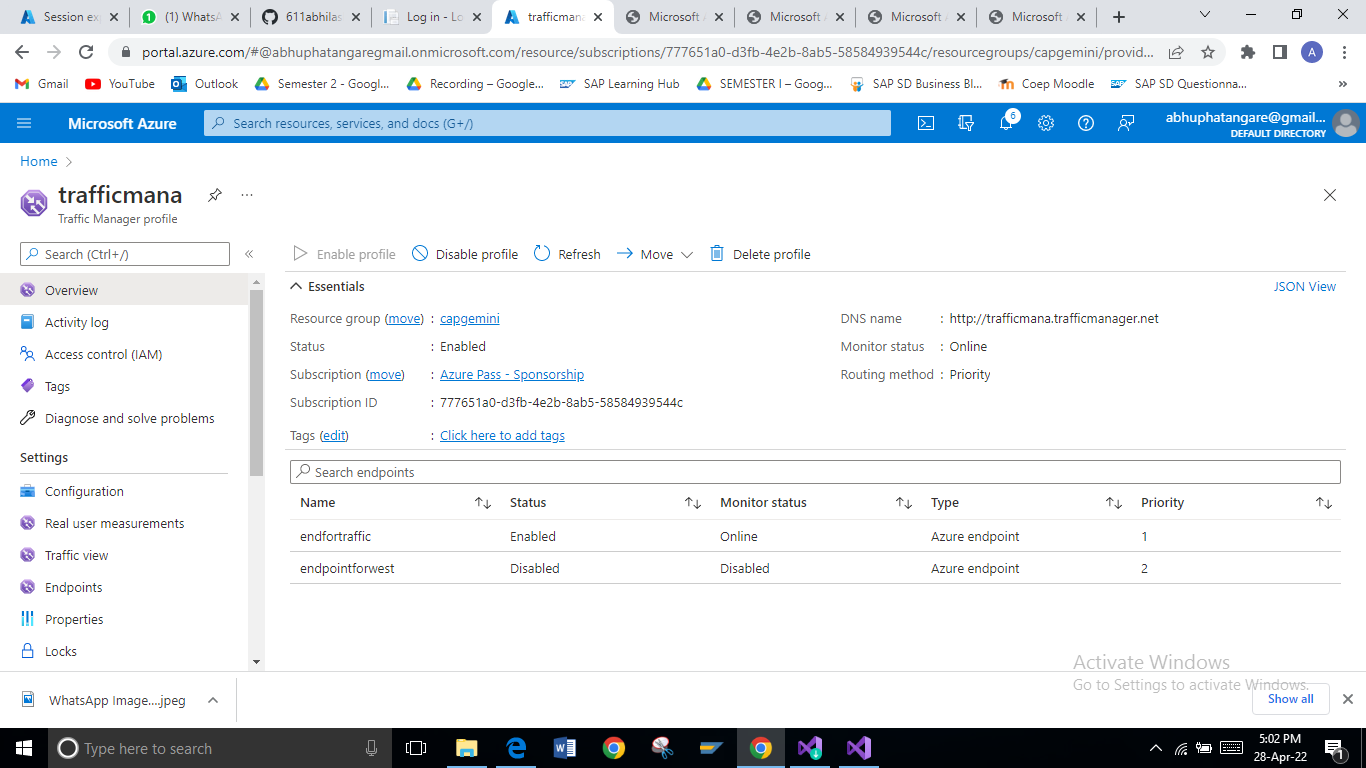 Session ex
(1) WhatsA
611abhilas
Log in - Lo
trafficmana
Microsoft A
Microsoft A
Microsoft A
Microsoft A
portal.azure.com/#@abhuphatangaregmail.onmicrosoft.com/resource/subscriptions/777651a0-d3fb-4e2b-8ab5-58584939544c/resourcegroups/capgemini/provid...
A
Gmail
YouTube
Outlook
Semester 2 - Googl...
Recording – Google...
SAP Learning Hub
SEMESTER I – Goog...
SAP SD Business Bl...
Coep Moodle
SAP SD Questionna...
»
Microsoft Azure
Search resources, services, and docs (G+/)
6
abhuphatangare@gmail....
DEFAULT DIRECTORY
Home
trafficmana
Traffic Manager profile
Search (Ctrl+/)
«
Enable profile
Disable profile
Refresh
Move
Delete profile
Overview
Activity log
Access control (IAM)
Tags
Diagnose and solve problems
Settings
Configuration
Real user measurements
Traffic view
Endpoints
Properties
Locks
Essentials
JSON View
Resource group (move) : capgemini
Status : Enabled
Subscription (move) : Azure Pass - Sponsorship
Subscription ID : 777651a0-d3fb-4e2b-8ab5-58584939544c
Tags (edit) : Click here to add tags
DNS name : http://trafficmana.trafficmanager.net
Monitor status : Online
Routing method : Priority
Search endpoints
Name Status Monitor status Type Priority
endfortraffic Enabled Online Azure endpoint 1
endpointforwest Disabled Disabled Azure endpoint 2
Activate Windows
Go to Settings to activate Windows.
WhatsApp Image....jpeg
Show all
Type here to search
5:02 PM
28-Apr-22
1